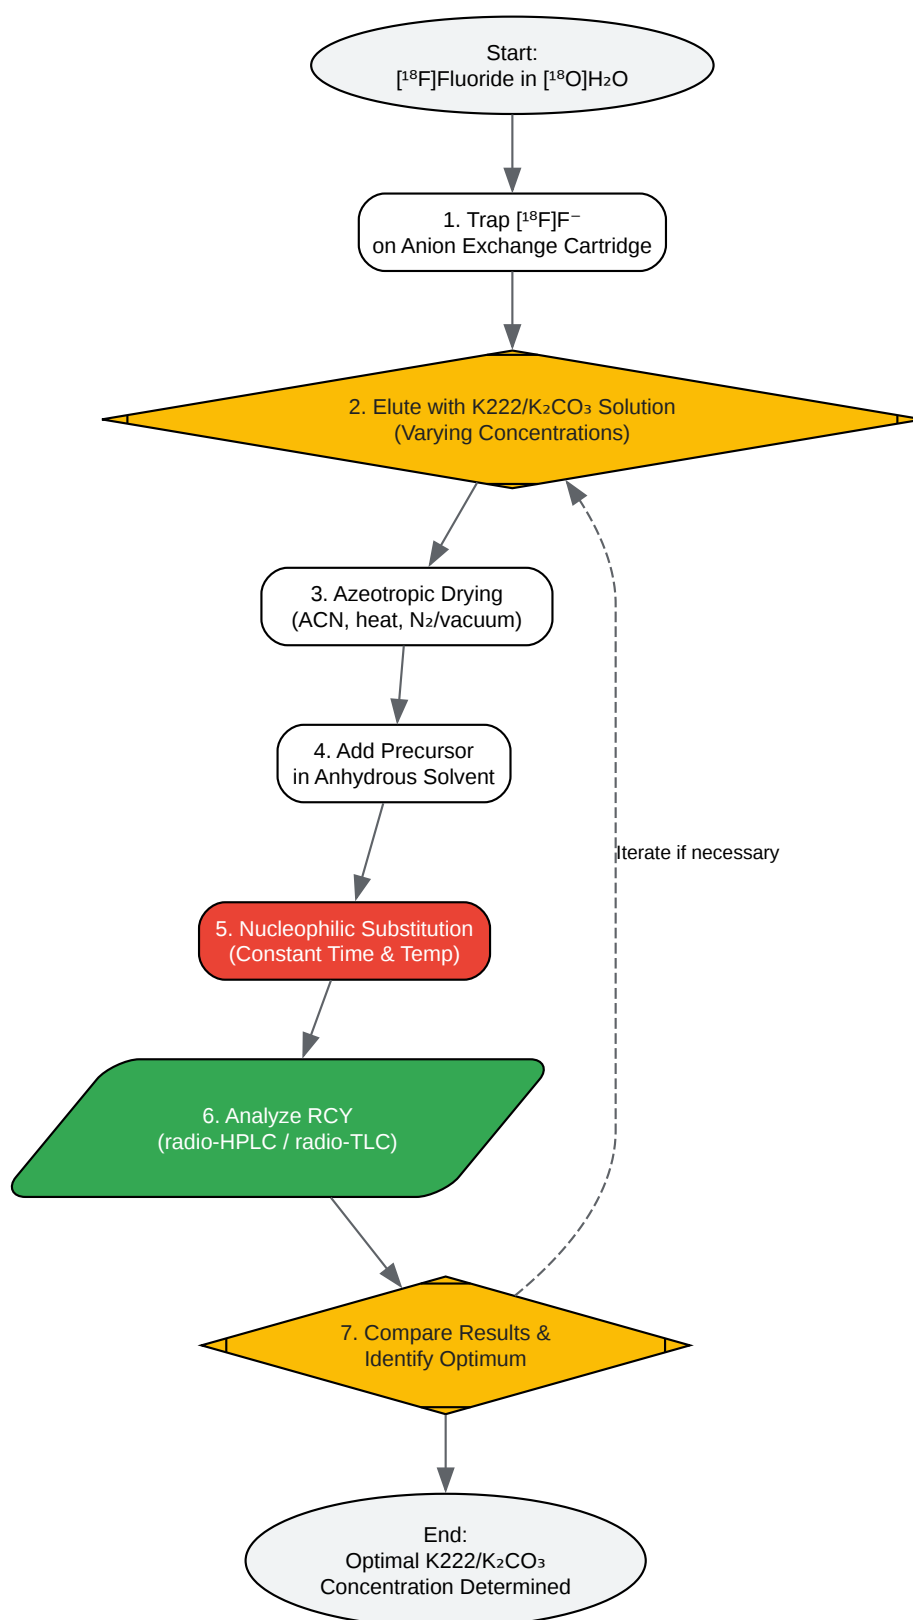 Start:
[¹⁸F]Fluoride in [¹⁸O]H₂O
1. Trap [¹⁸F]F⁻
on Anion Exchange Cartridge
2. Elute with K222/K₂CO₃ Solution
(Varying Concentrations)
3. Azeotropic Drying
(ACN, heat, N₂/vacuum)
4. Add Precursor
in Anhydrous Solvent
Iterate if necessary
5. Nucleophilic Substitution
(Constant Time & Temp)
6. Analyze RCY
(radio-HPLC / radio-TLC)
7. Compare Results &
Identify Optimum
End:
Optimal K222/K₂CO₃
Concentration Determined